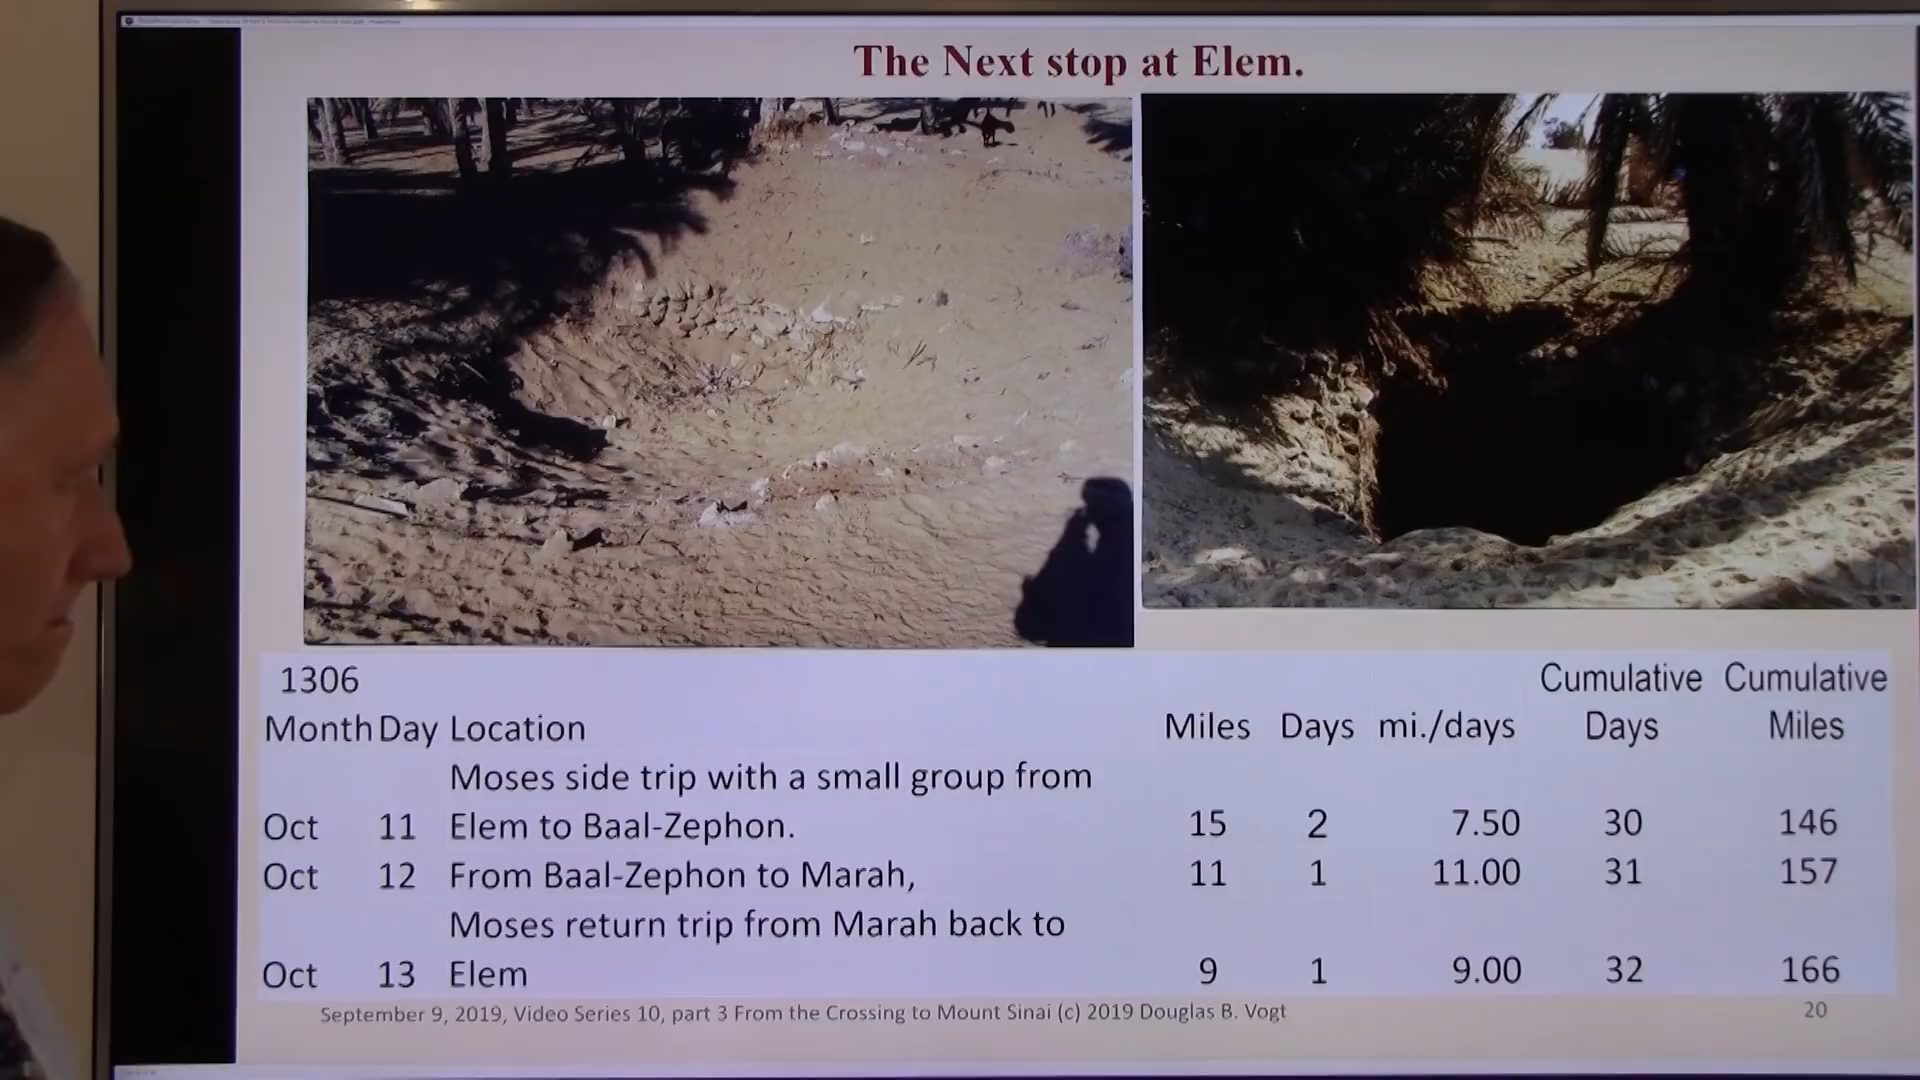 The Next stop at Elem.
1306 Cumulative Cumulative
Month Day Location Miles Days mi./days Days Miles
Moses side trip with a small group from
Oct 11 Elem to Baal-Zephon. 15 2 7.50 30 146
Oct 12 From Baal-Zephon to Marah, 11 1 11.00 31 157
Moses return trip from Marah back to
Oct 13 Elem 9 1 9.00 32 166
September 9, 2019, Video Series 10, part 3 From the Crossing to Mount Sinai (c) 2019 Douglas B. Vogt 20